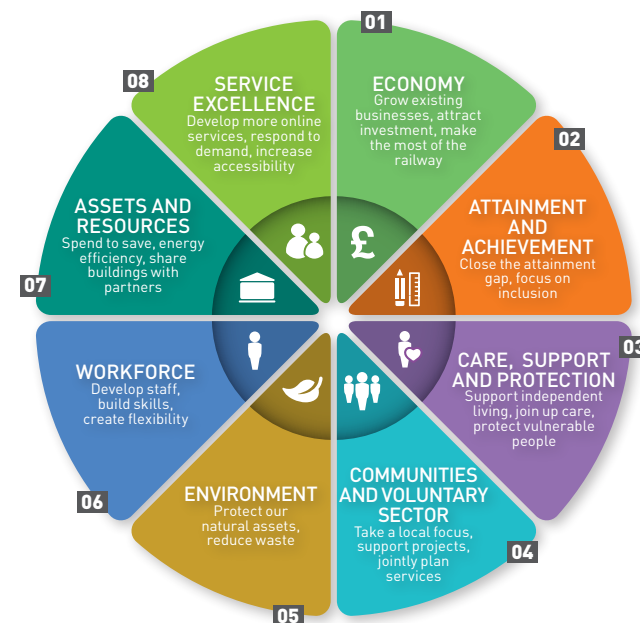 01
ECONOMY
Grow existing
businesses, attract
investment, make
the most of the
railway
£
02
ATTAINMENT
AND
ACHIEVEMENT
Close the attainment
gap, focus on
inclusion
03
CARE, SUPPORT
AND PROTECTION
Support independent
living, join up care,
protect vulnerable
people
04
COMMUNITIES
AND VOLUNTARY
SECTOR
Take a local focus,
support projects,
jointly plan
services
05
ENVIRONMENT
Protect our
natural assets,
reduce waste
06
WORKFORCE
Develop staff,
build skills,
create flexibility
07
ASSETS AND
RESOURCES
Spend to save, energy
efficiency, share
buildings with
partners
08
SERVICE
EXCELLENCE
Develop more online
services, respond to
demand, increase
accessibility